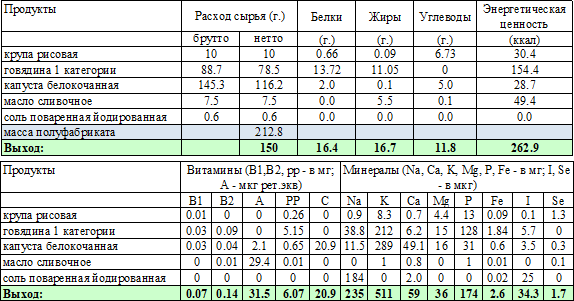 Продукты Расход сырья (г.) Белки Жиры Углеводы Энергетическая ценность
брутто нетто (г.) (г.) (г.) (ккал)
крупа рисовая 10 10 0.66 0.09 6.73 30.4
говядина 1 категории 88.7 78.5 13.72 11.05 0 154.4
капуста белокочанная 145.3 116.2 2.0 0.1 5.0 28.7
масло сливочное 7.5 7.5 0.0 5.5 0.1 49.4
соль поваренная йодированная 0.6 0.6 0 0 0 0.0
масса полуфабриката 212.8
Выход: 150 16.4 16.7 11.8 262.9
Продукты Витамины (B1,B2, pp - в мг; А - мкг рет.экв) Минералы (Na, Ca, K, Mg, P, Fe - в мг; I, Se - в мкг)
B1 B2 A PP C Na K Ca Mg P Fe I Se
крупа рисовая 0.01 0 0 0.26 0 0.9 8.3 0.7 4.4 13 0.09 0.1 1.3
говядина 1 категории 0.03 0.09 0 5.15 0 38.8 212 6.2 15 128 1.84 5.7 0
капуста белокочанная 0.03 0.04 2.1 0.65 20.9 11.5 289 49.1 16 31 0.6 3.5 0.3
масло сливочное 0 0.01 29.4 0.01 0 0 1 0.8 0 1 0.01 0 0.1
соль поваренная йодированная 0 0 0 0 0 184 0 2.0 0 0 0.02 25 0
Выход: 0.07 0.14 31.5 6.07 20.9 235 511 59 36 174 2.6 34.3 1.7